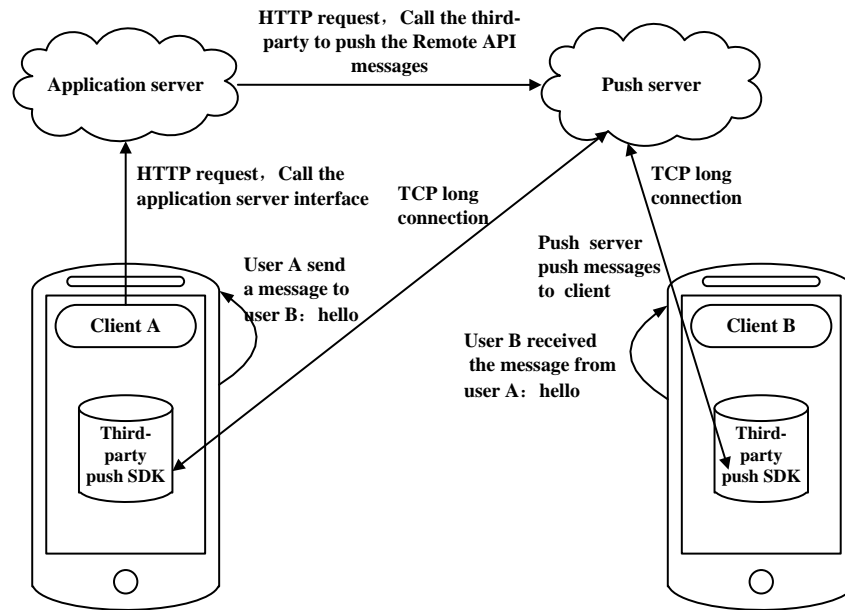 HTTP request，Call the third-
party to push the Remote API
messages
Application server
Push server
HTTP request，Call the
application server interface
TCP long
connection
TCP long
connection
User A send
a message to
user B：hello
Push server
push messages
to client
Client A
Client B
User B received
the message from
user A：hello
Third-
party
push SDK
Third-
party
push SDK